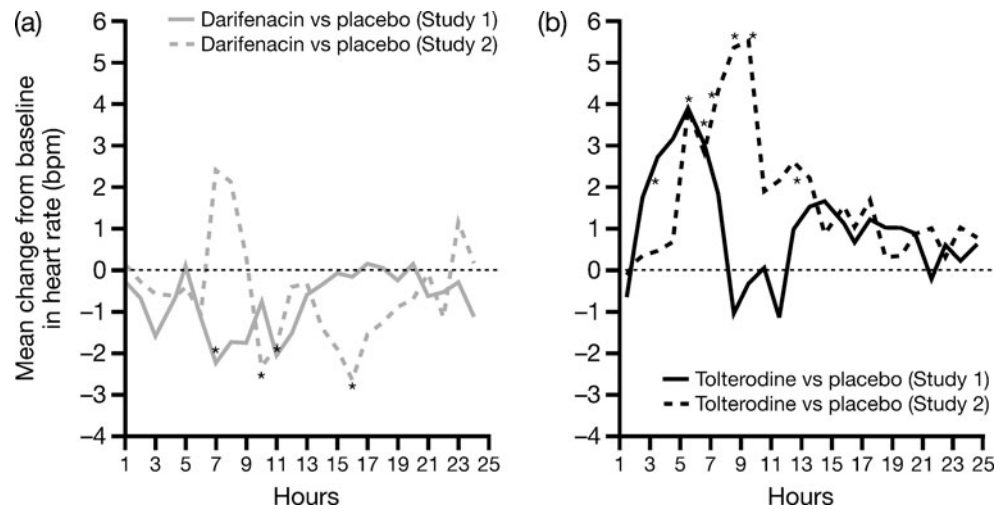 (a)
Darifenacin vs placebo (Study 1)
Darifenacin vs placebo (Study 2)
Mean change from baseline
in heart rate (bpm)
6
5
4
3
2
1
0
–1
–2
–3
–4
* * * *
1 3 5 7 9 11 13 15 17 19 21 23 25
Hours
(b)
6
5
4
3
2
1
0
–1
–2
–3
–4
* * * * * * *
Tolterodine vs placebo (Study 1)
Tolterodine vs placebo (Study 2)
1 3 5 7 9 11 13 15 17 19 21 23 25
Hours